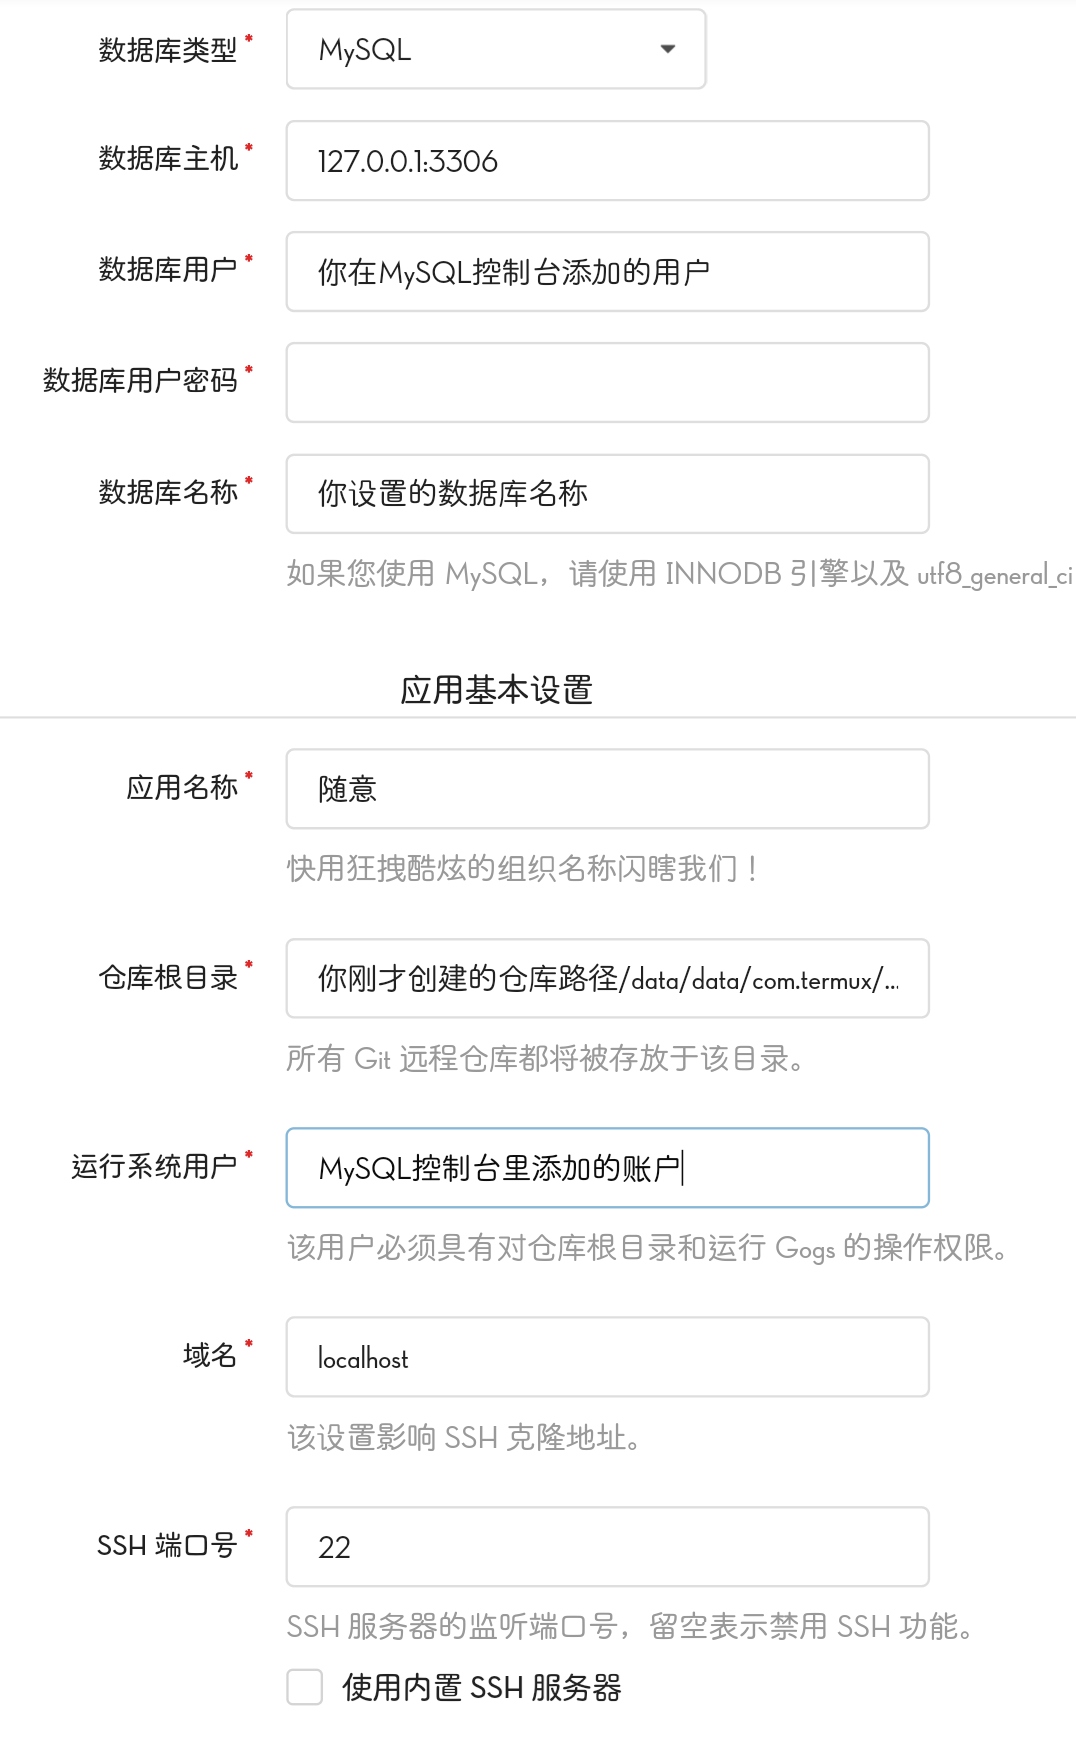 数据库类型* MySQL
数据库主机* 127.0.0.1:3306
数据库用户* 你在MySQL控制台添加的用户
数据库用户密码*
数据库名称* 你设置的数据库名称
如果您使用 MySQL，请使用 INNODB 引擎以及 utf8_general_ci
应用基本设置
应用名称* 随意
快用狂拽酷炫的组织名称闪瞎我们！
仓库根目录* 你刚才创建的仓库路径/data/data/com.termux/...
所有 Git 远程仓库都将被存放于该目录。
运行系统用户* MySQL控制台里添加的账户
该用户必须具有对仓库根目录和运行 Gogs 的操作权限。
域名* localhost
该设置影响 SSH 克隆地址。
SSH 端口号* 22
SSH 服务器的监听端口号，留空表示禁用 SSH 功能。
使用内置 SSH 服务器